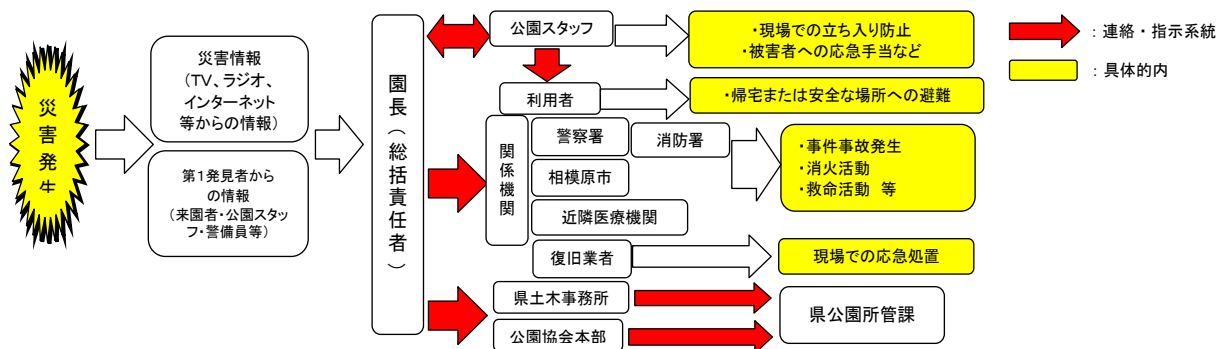 災害発生
災害情報
（TV、ラジオ、
インターネット
等からの情報）
第1発見者から
の情報
（来園者・公園スタッ
フ・警備員等）
園長（総括責任者）
公園スタッフ
・現場での立ち入り防止
・被害者への応急手当など
利用者
・帰宅または安全な場所への避難
関係機関
警察署
消防署
相模原市
近隣医療機関
・事件事故発生
・消火活動
・救命活動 等
復旧業者
現場での応急処置
県土木事務所
公園協会本部
県公園所管課
：連絡・指示系統
：具体的内